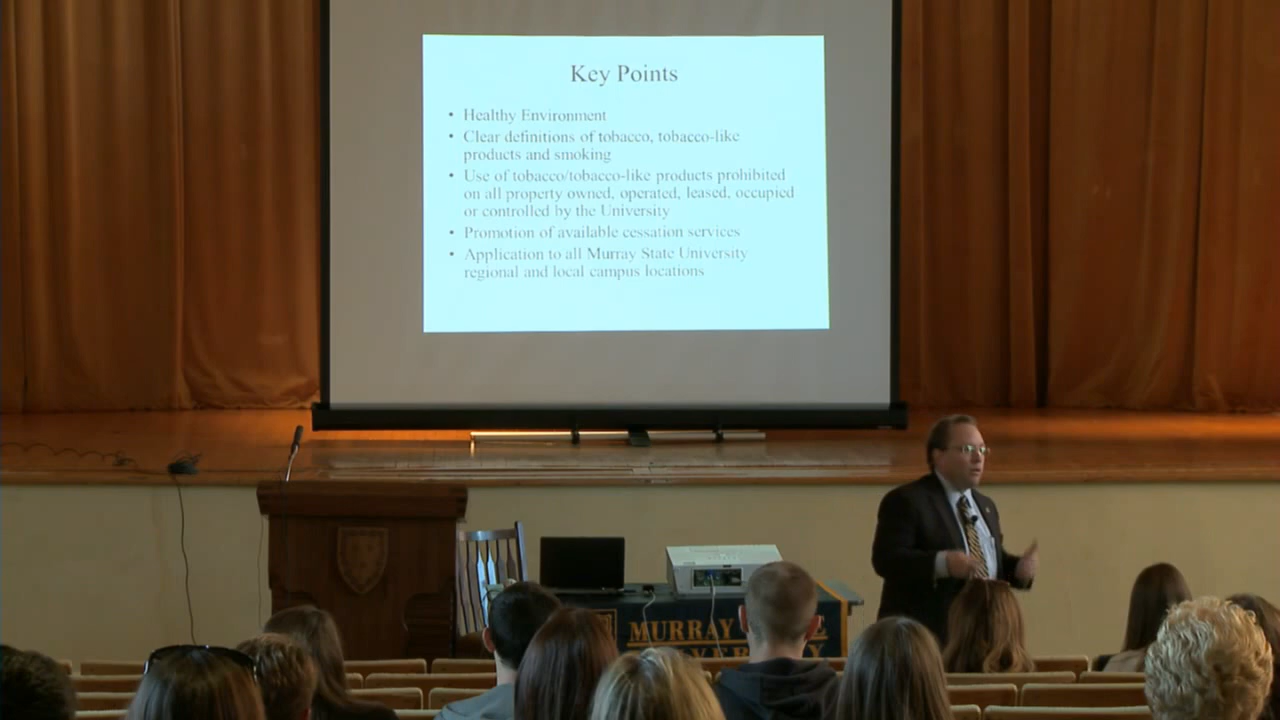 Key Points
• Healthy Environment
• Clear definitions of tobacco, tobacco-like
products and smoking
• Use of tobacco/tobacco-like products prohibited
on all property owned, operated, leased, occupied
or controlled by the University
• Promotion of available cessation services
• Application to all Murray State University
regional and local campus locations
MURRAY